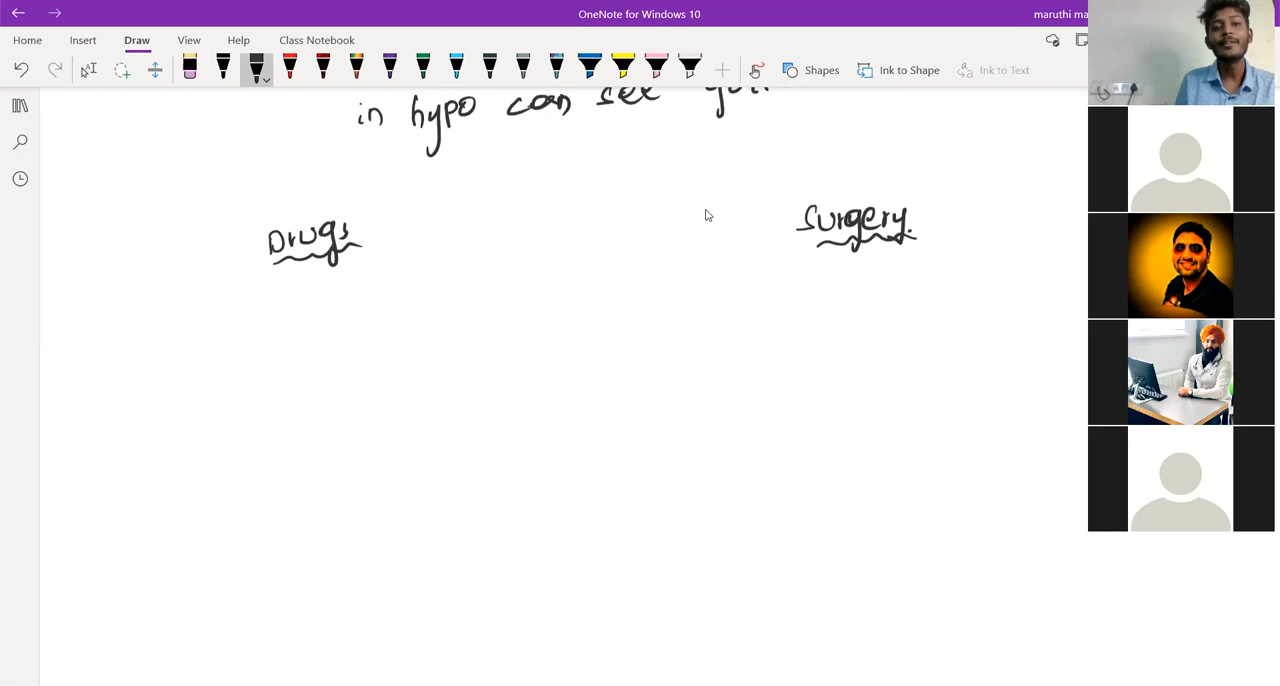 OneNote for Windows 10
maruthi ma
Home Insert Draw View Help Class Notebook
Shapes Ink to Shape Ink to Text
in hypo can see
Drugs
Surgery.